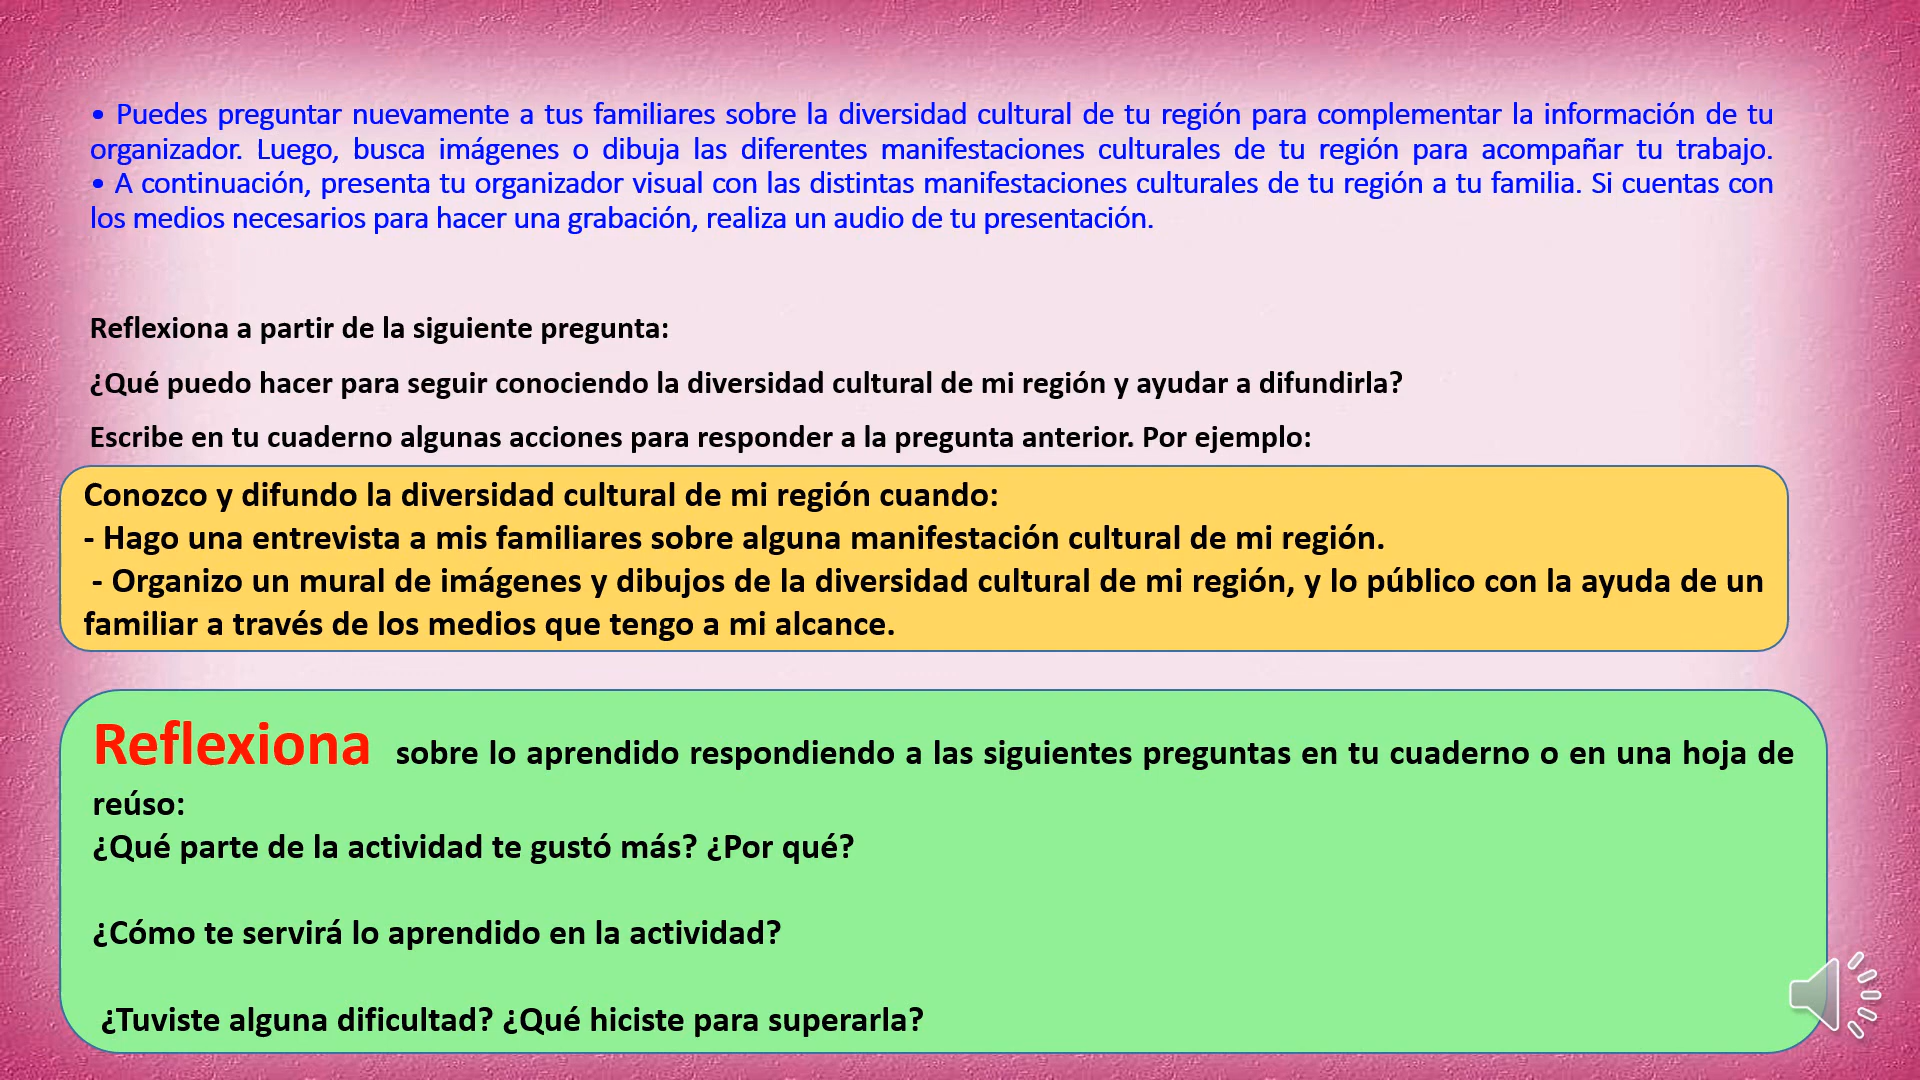 • Puedes preguntar nuevamente a tus familiares sobre la diversidad cultural de tu región para complementar la información de tu
organizador. Luego, busca imágenes o dibuja las diferentes manifestaciones culturales de tu región para acompañar tu trabajo.
• A continuación, presenta tu organizador visual con las distintas manifestaciones culturales de tu región a tu familia. Si cuentas con
los medios necesarios para hacer una grabación, realiza un audio de tu presentación.
Reflexiona a partir de la siguiente pregunta:
¿Qué puedo hacer para seguir conociendo la diversidad cultural de mi región y ayudar a difundirla?
Escribe en tu cuaderno algunas acciones para responder a la pregunta anterior. Por ejemplo:
Conozco y difundo la diversidad cultural de mi región cuando:
- Hago una entrevista a mis familiares sobre alguna manifestación cultural de mi región.
- Organizo un mural de imágenes y dibujos de la diversidad cultural de mi región, y lo público con la ayuda de un
familiar a través de los medios que tengo a mi alcance.
Reflexiona sobre lo aprendido respondiendo a las siguientes preguntas en tu cuaderno o en una hoja de
reúso:
¿Qué parte de la actividad te gustó más? ¿Por qué?
¿Cómo te servirá lo aprendido en la actividad?
¿Tuviste alguna dificultad? ¿Qué hiciste para superarla?